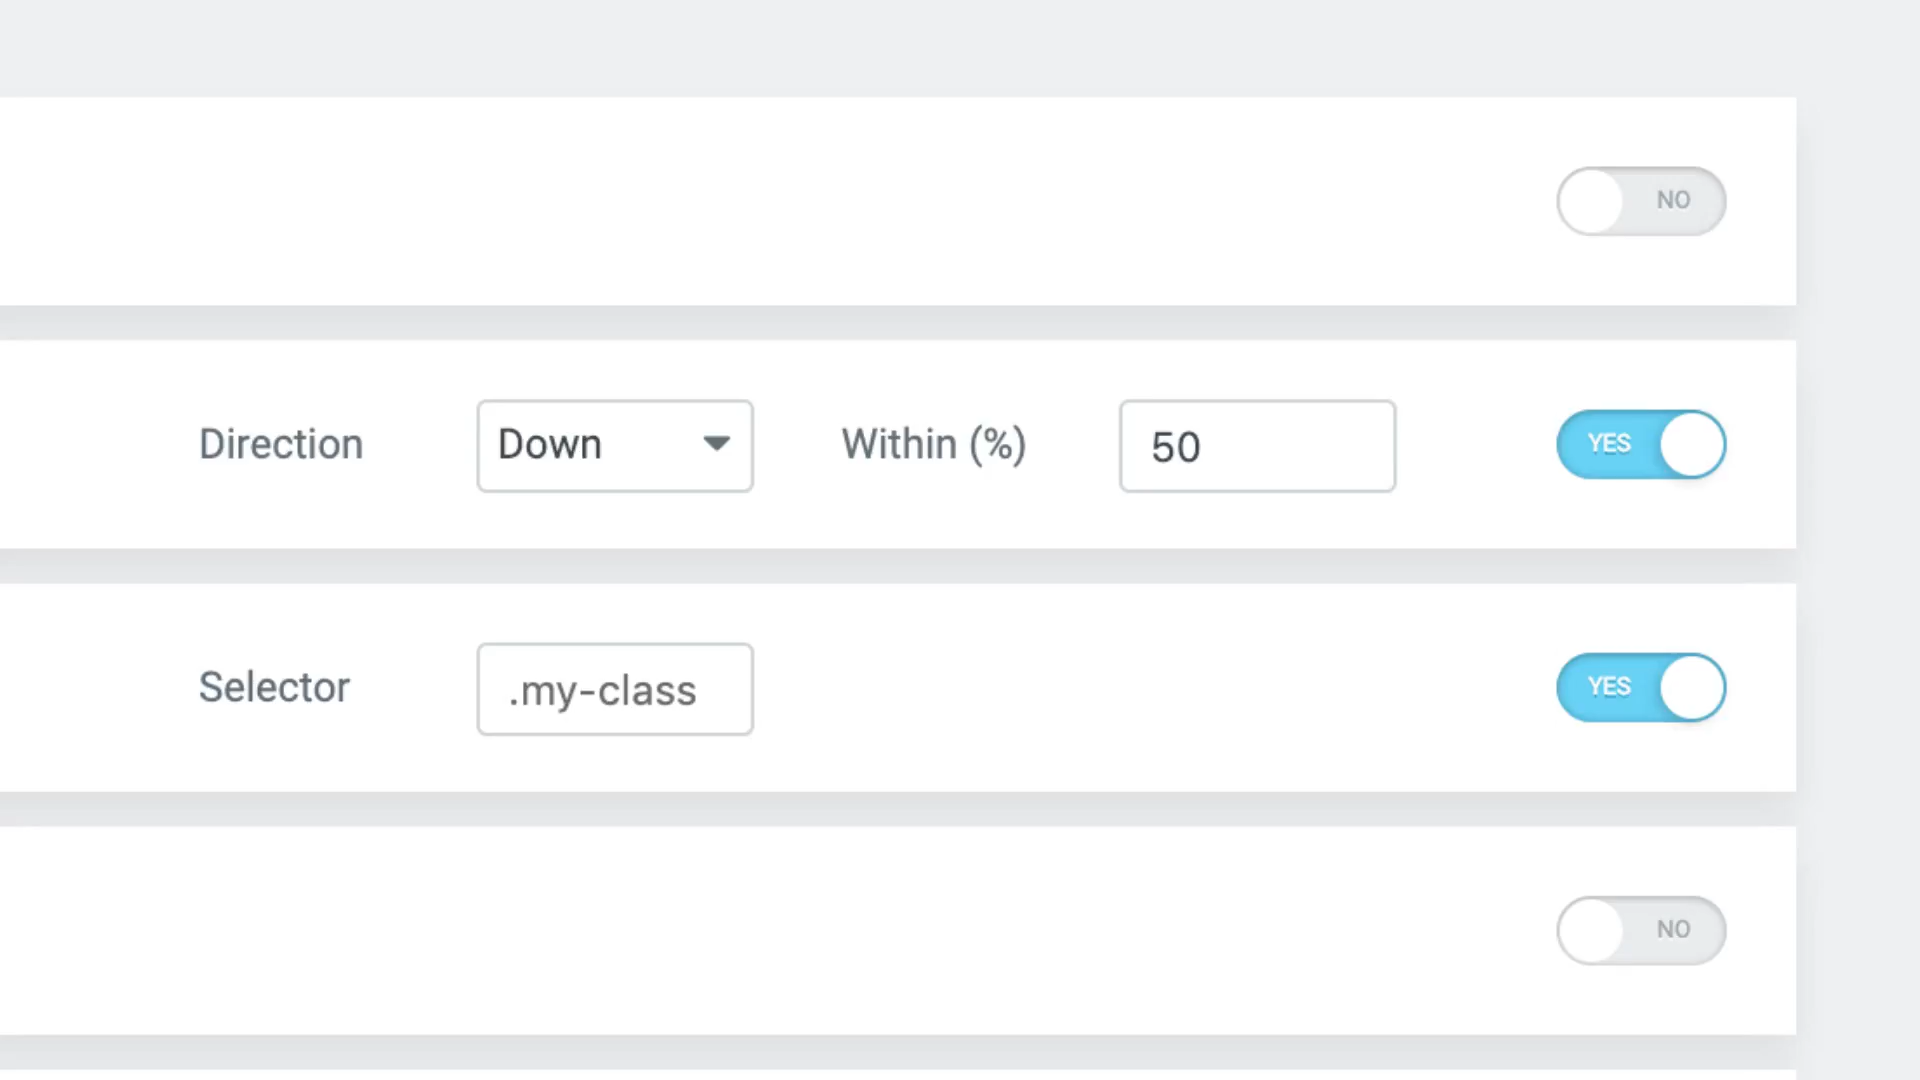 NO
Direction Down Within (%) 50 YES
Selector .my-class YES
NO